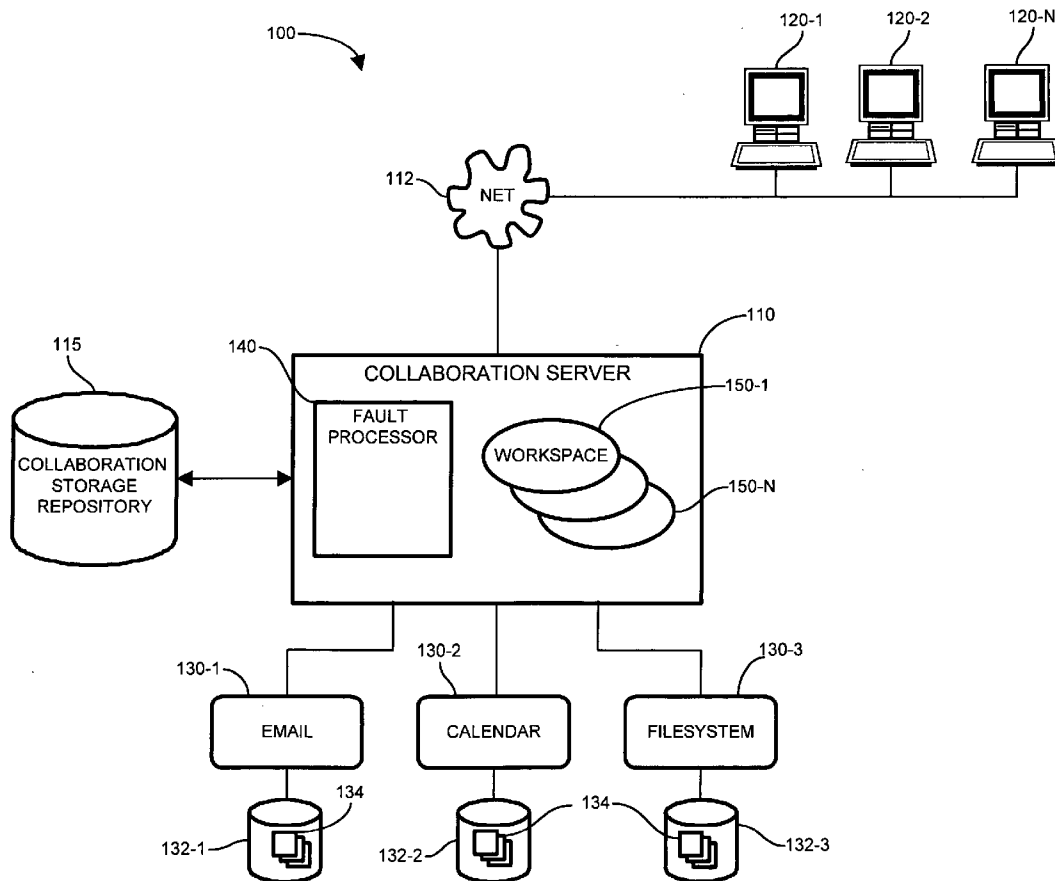 120-1
120-2
120-N
100
112
NET
110
115
140
COLLABORATION SERVER
150-1
FAULT
PROCESSOR
WORKSPACE
COLLABORATION
STORAGE
REPOSITORY
150-N
130-1
130-2
130-3
EMAIL
CALENDAR
FILESYSTEM
134
134
132-1
132-2
132-3